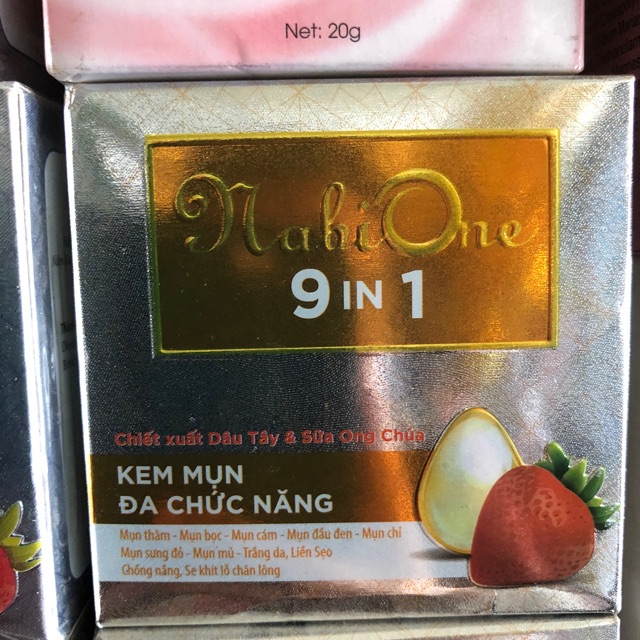 Net: 20g
NabiOne
9 IN 1
Chiết xuất Dâu Tây & Sữa Ong Chúa
KEM MỤN
ĐA CHỨC NĂNG
Mụn thâm - Mụn bọc - Mụn cám - Mụn đầu đen - Mụn chỉ
Mụn sưng đỏ - Mụn mủ - Trắng da, Liền Sẹo
Chống nắng, Se khít lỗ chân lông